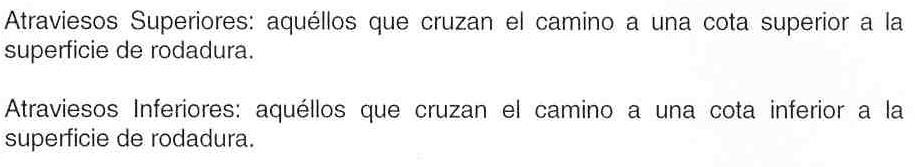 Atraviesos Superiores: aquéllos que cruzan el camino a una cota superior a la
superficie de rodadura.
Atraviesos Inferiores: aquéllos que cruzan el camino a una cota inferior a la
superficie de rodadura.